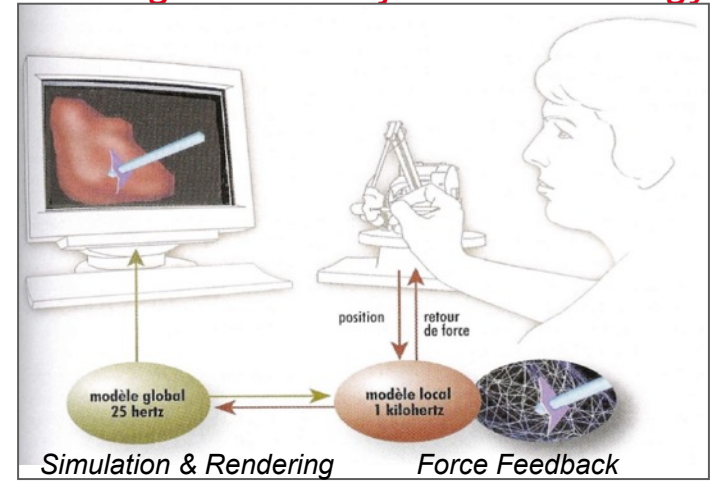 position
retour
de force
modèle global
25 hertz
modèle local
1 kilohertz
Simulation & Rendering
Force Feedback